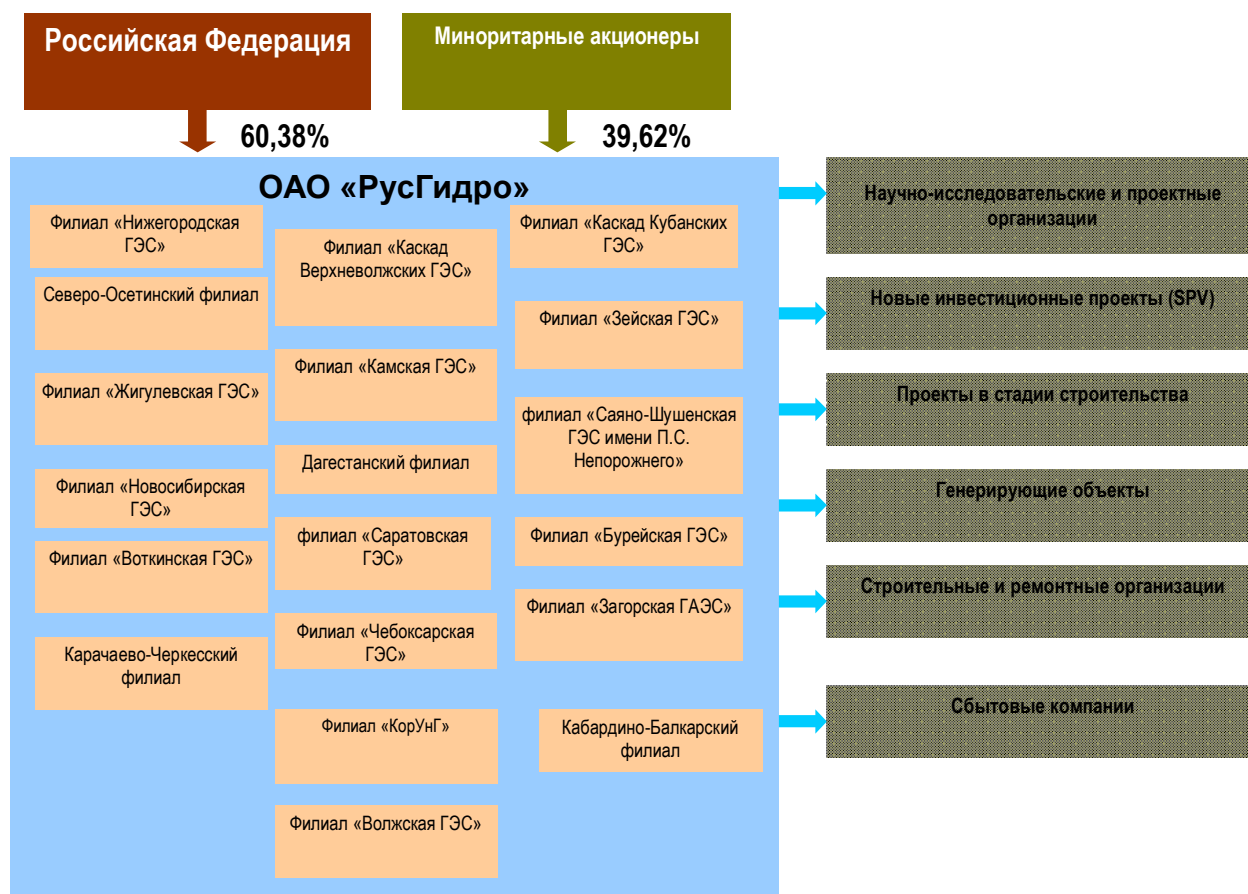 Российская Федерация
Миноритарные акционеры
60,38%
39,62%
ОАО «РусГидро»
Филиал «Нижегородская
ГЭС»
Северо-Осетинский филиал
Филиал «Жигулевская ГЭС»
Филиал «Новосибирская
ГЭС»
Филиал «Воткинская ГЭС»
Карачаево-Черкесский
филиал
Филиал «Каскад
Верхневолжских ГЭС»
Филиал «Камская ГЭС»
Дагестанский филиал
филиал «Саратовская
ГЭС»
Филиал «Чебоксарская
ГЭС»
Филиал «КорУнГ»
Филиал «Волжская ГЭС»
Филиал «Каскад Кубанских
ГЭС»
Филиал «Зейская ГЭС»
филиал «Саяно-Шушенская
ГЭС имени П.С.
Непорожнего»
Филиал «Бурейская ГЭС»
Филиал «Загорская ГАЭС»
Кабардино-Балкарский
филиал
Научно-исследовательские и проектные
организации
Новые инвестиционные проекты (SPV)
Проекты в стадии строительства
Генерирующие объекты
Строительные и ремонтные организации
Сбытовые компании